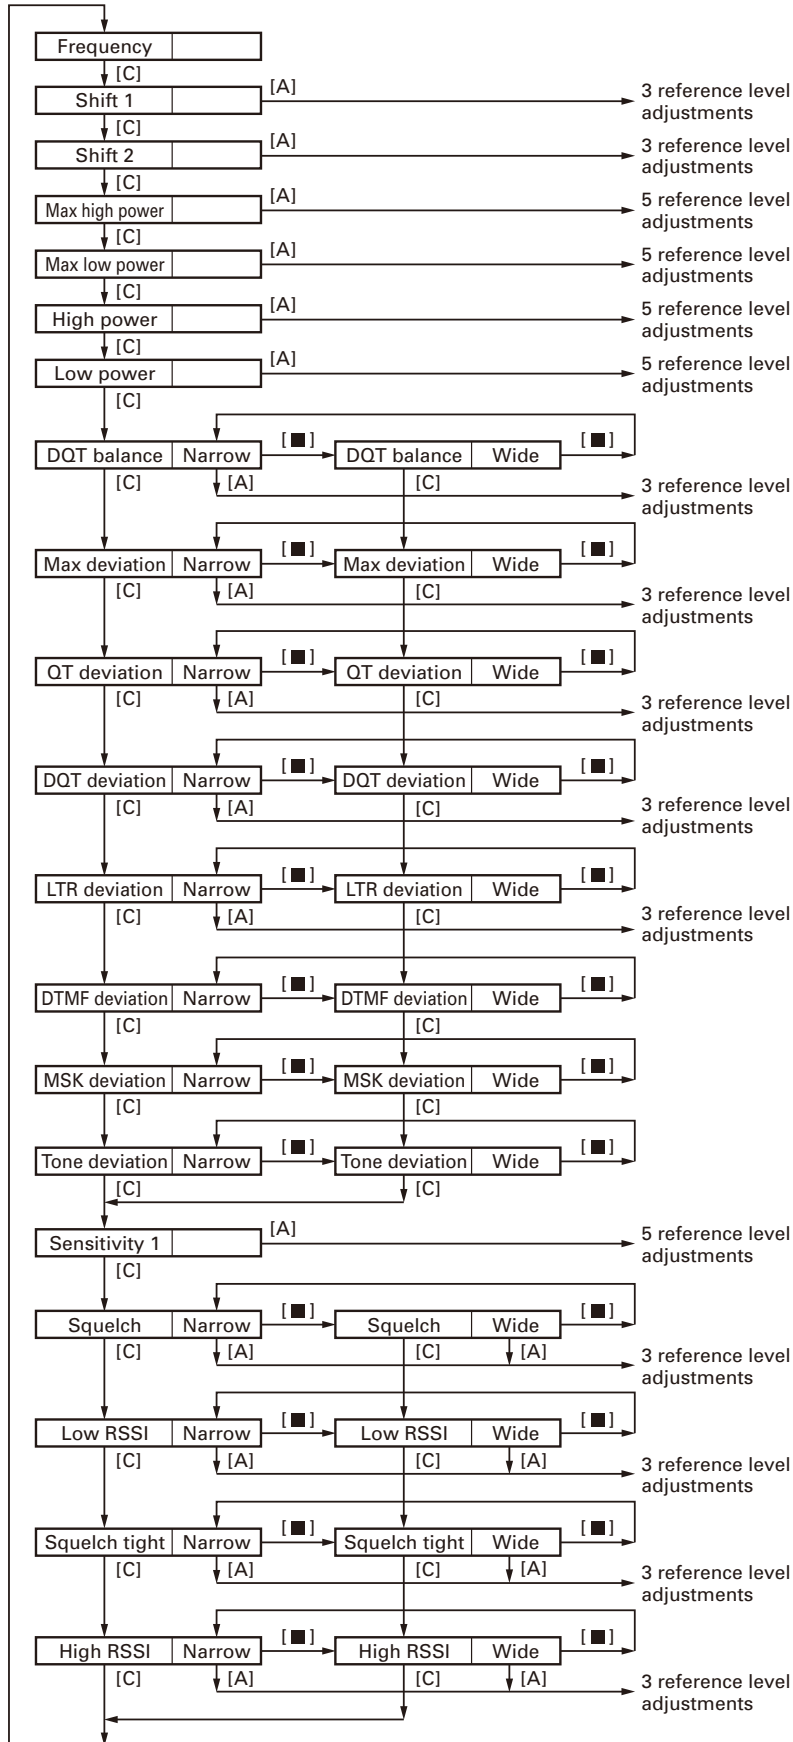 Frequency
[C]
Shift 1 [A] 3 reference level
adjustments
[C]
Shift 2 [A] 3 reference level
adjustments
[C]
Max high power [A] 5 reference level
adjustments
[C]
Max low power [A] 5 reference level
adjustments
[C]
High power [A] 5 reference level
adjustments
[C]
Low power [A] 5 reference level
adjustments
[C]
DQT balance Narrow [■] DQT balance Wide [■]
[C] [A] [C] 3 reference level
adjustments
Max deviation Narrow [■] Max deviation Wide [■]
[C] [A] [C] 3 reference level
adjustments
QT deviation Narrow [■] QT deviation Wide [■]
[C] [A] [C] 3 reference level
adjustments
DQT deviation Narrow [■] DQT deviation Wide [■]
[C] [A] [C] 3 reference level
adjustments
LTR deviation Narrow [■] LTR deviation Wide [■]
[C] [A] [C] 3 reference level
adjustments
DTMF deviation Narrow [■] DTMF deviation Wide [■]
[C] [C]
MSK deviation Narrow [■] MSK deviation Wide [■]
[C] [C]
Tone deviation Narrow [■] Tone deviation Wide [■]
[C] [C]
Sensitivity 1 [A] 5 reference level
adjustments
[C]
Squelch Narrow [■] Squelch Wide [■]
[C] [A] [C] [A] 3 reference level
adjustments
Low RSSI Narrow [■] Low RSSI Wide [■]
[C] [A] [C] [A] 3 reference level
adjustments
Squelch tight Narrow [■] Squelch tight Wide [■]
[C] [A] [C] [A] 3 reference level
adjustments
High RSSI Narrow [■] High RSSI Wide [■]
[C] [A] [C] [A] 3 reference level
adjustments